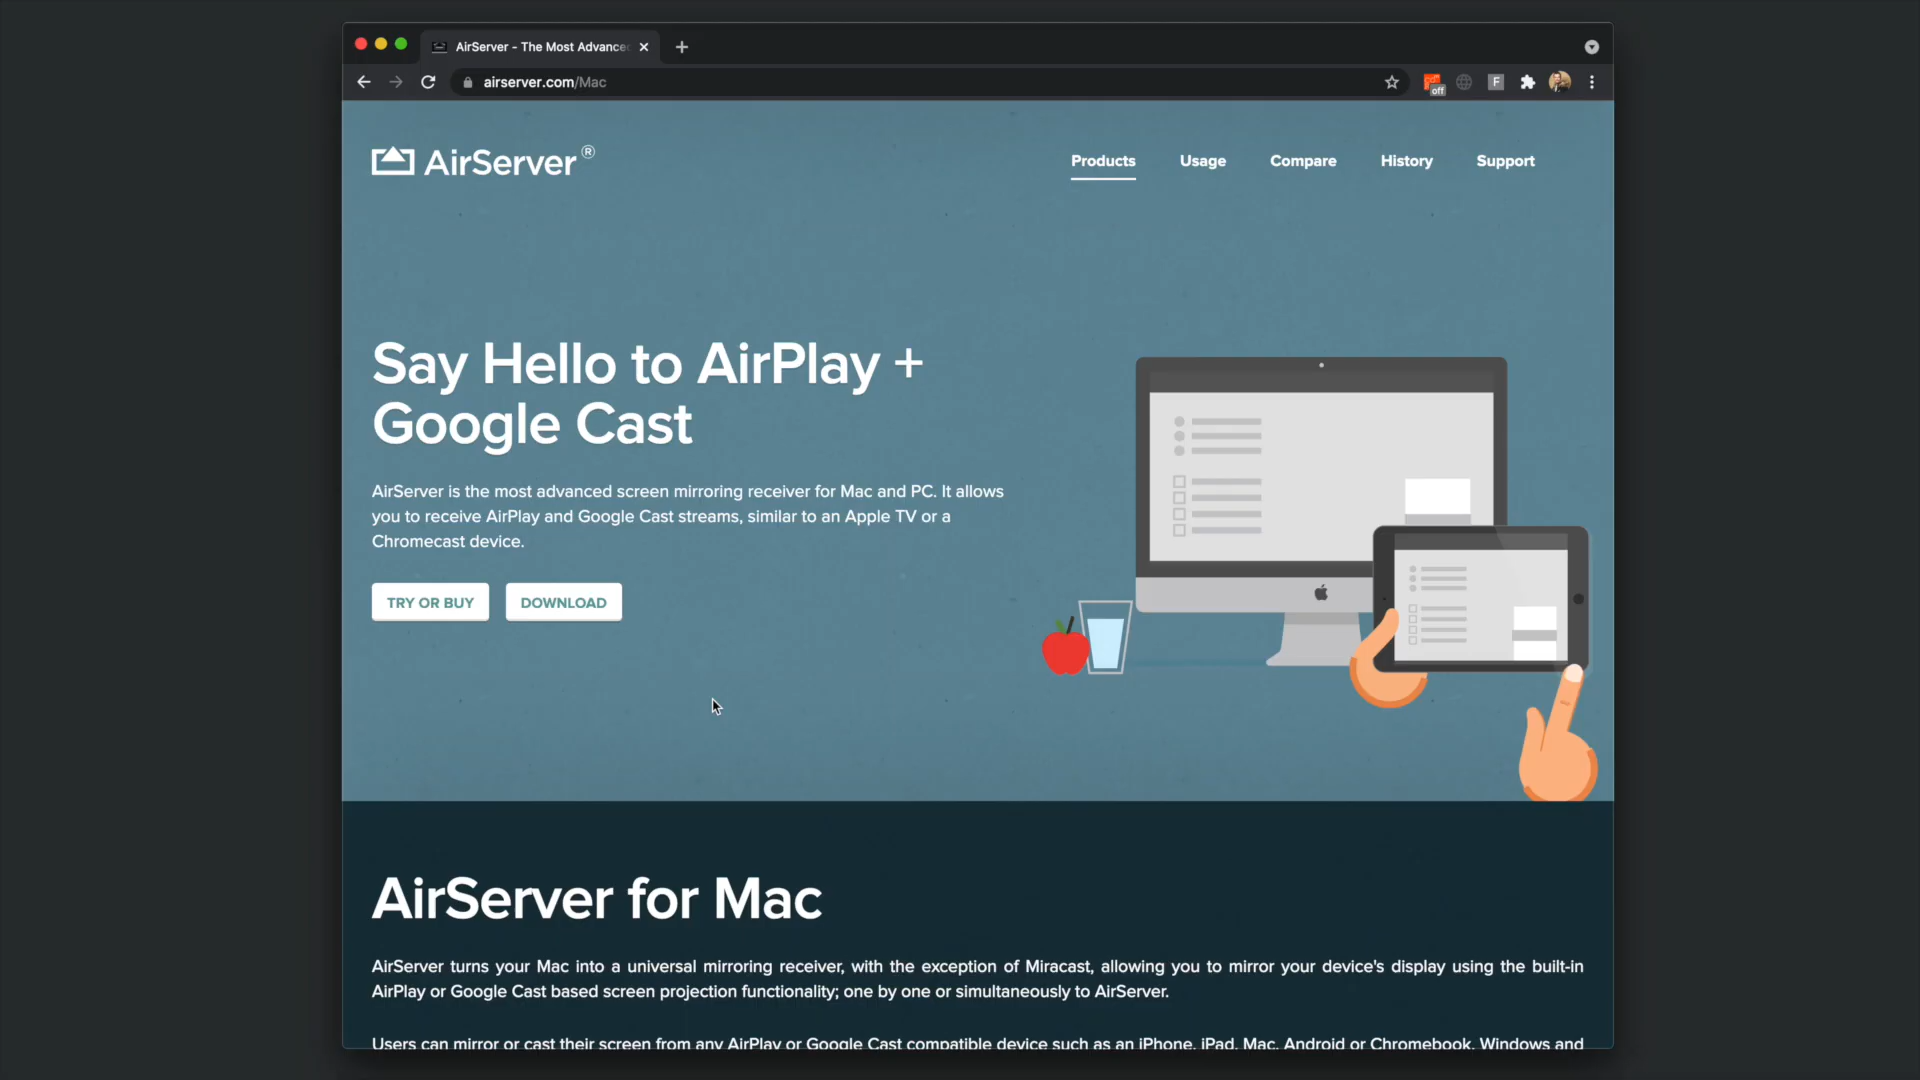 AirServer - The Most Advance
airserver.com/Mac
off
F
AirServer®
Products
Usage
Compare
History
Support
Say Hello to AirPlay +
Google Cast
AirServer is the most advanced screen mirroring receiver for Mac and PC. It allows
you to receive AirPlay and Google Cast streams, similar to an Apple TV or a
Chromecast device.
TRY OR BUY
DOWNLOAD
AirServer for Mac
AirServer turns your Mac into a universal mirroring receiver, with the exception of Miracast, allowing you to mirror your device's display using the built-in
AirPlay or Google Cast based screen projection functionality; one by one or simultaneously to AirServer.
Users can mirror or cast their screen from any AirPlay or Google Cast compatible device such as an iPhone, iPad, Mac, Android or Chromebook. Windows and